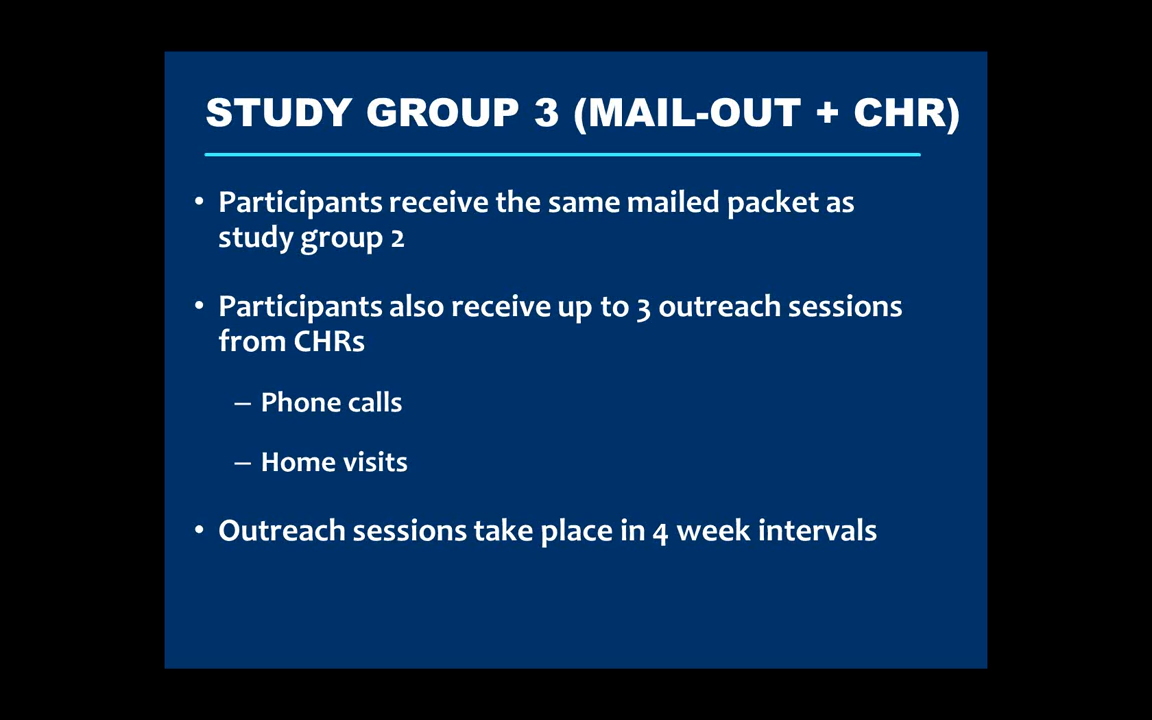 STUDY GROUP 3 (MAIL-OUT + CHR)
• Participants receive the same mailed packet as
study group 2
• Participants also receive up to 3 outreach sessions
from CHRs
– Phone calls
– Home visits
• Outreach sessions take place in 4 week intervals